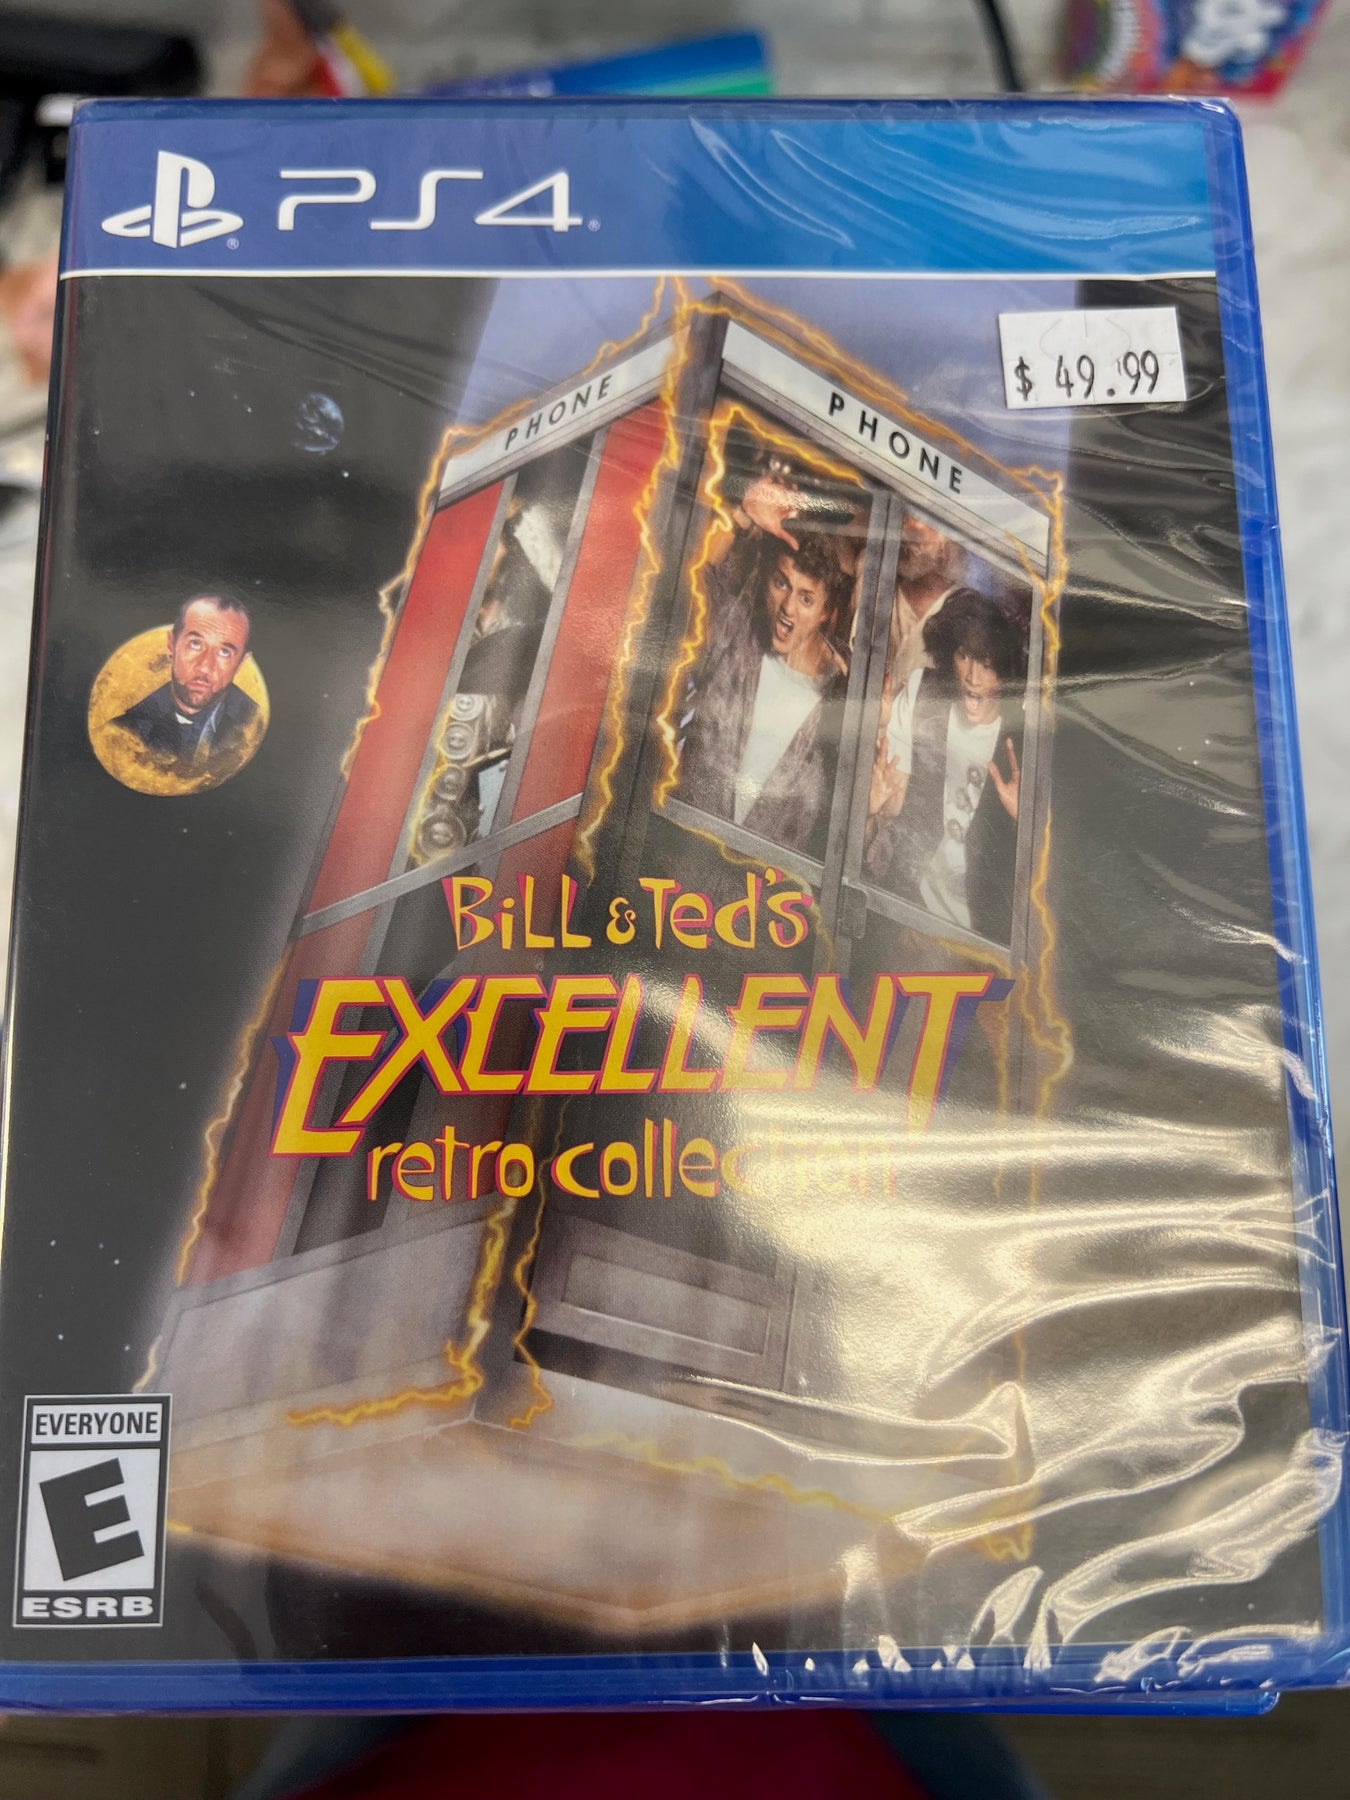 PS4
$ 49.99
PHONE
PHONE
BiLL & Ted's
EXCELLENT
retro collection
EVERYONE
E
ESRB